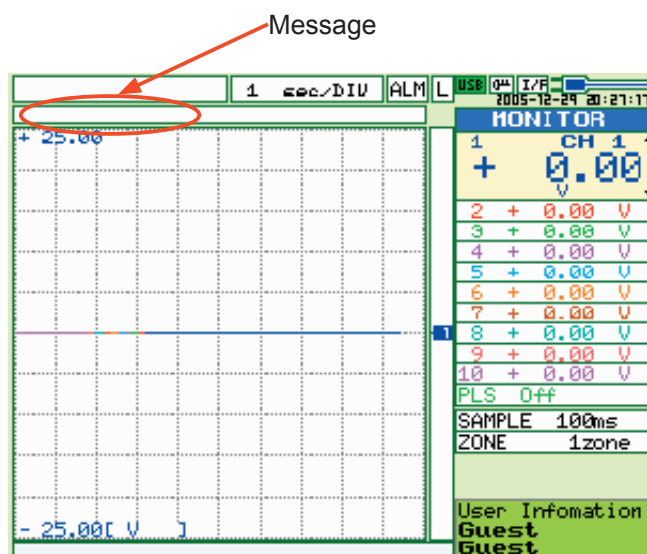 Message
1 sec/DIV ALM L USB I/F
2005-12-29 20:21:17
MONITOR
+ 25.00
1 CH 1
+ 0.00
V
2 + 0.00 V
3 + 0.00 V
4 + 0.00 V
5 + 0.00 V
6 + 0.00 V
7 + 0.00 V
1
8 + 0.00 V
9 + 0.00 V
10 + 0.00 V
PLS Off
SAMPLE 100ms
ZONE 1zone
- 25.00[ V ]
User Infomation
Guest
Guest